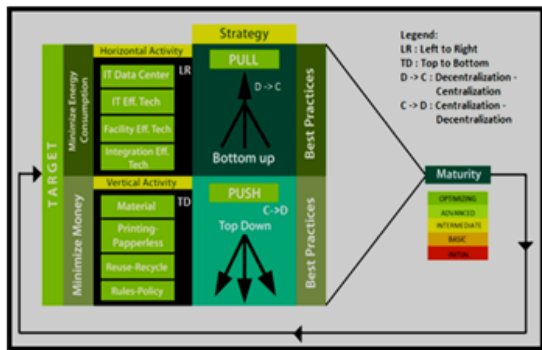 Strategy
Horizontal Activity
LR
PULL
D -> C
Bottom up
IT Data Center
IT Eff. Tech
Facility Eff. Tech
Integration Eff.
Tech
TARGET
Minimize Energy
Consumption
Best Practices
Vertical Activity
TD
PUSH
C->D
Top Down
Material
Printing-
Papperless
Reuse-Recycle
Rules-Policy
Minimize Money
Best Practices
Legend:
LR : Left to Right
TD : Top to Bottom
D -> C : Decentralization -
Centralization
C -> D : Centralization -
Decentralization
Maturity
OPTIMIZING
ADVANCED
INTERMEDIATE
BASIC
INITIAL